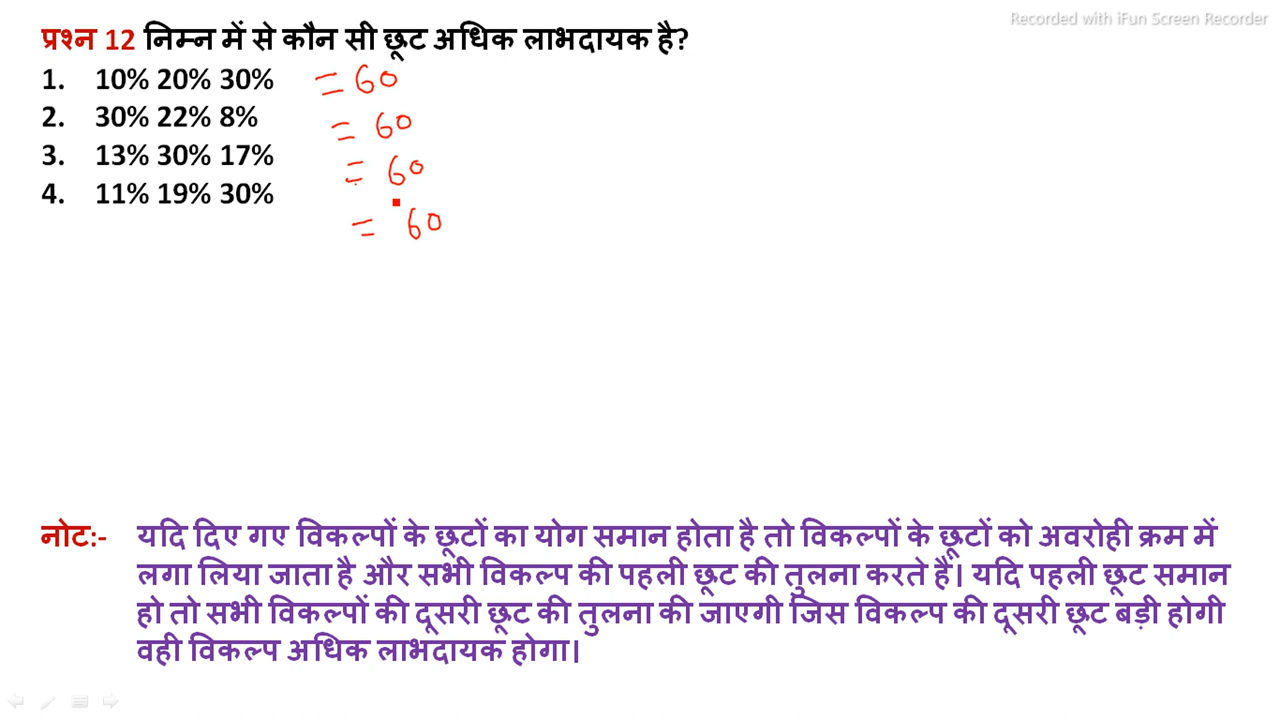 Recorded with iFun Screen Recorder
प्रश्न 12 निम्न में से कौन सी छूट अधिक लाभदायक है?
1. 10% 20% 30% = 60
2. 30% 22% 8% = 60
3. 13% 30% 17% = 60
4. 11% 19% 30% = 60
नोट:- यदि दिए गए विकल्पों के छूटों का योग समान होता है तो विकल्पों के छूटों को अवरोही क्रम में
लगा लिया जाता है और सभी विकल्प की पहली छूट की तुलना करते हैं। यदि पहली छूट समान
हो तो सभी विकल्पों की दूसरी छूट की तुलना की जाएगी जिस विकल्प की दूसरी छूट बड़ी होगी
वही विकल्प अधिक लाभदायक होगा।